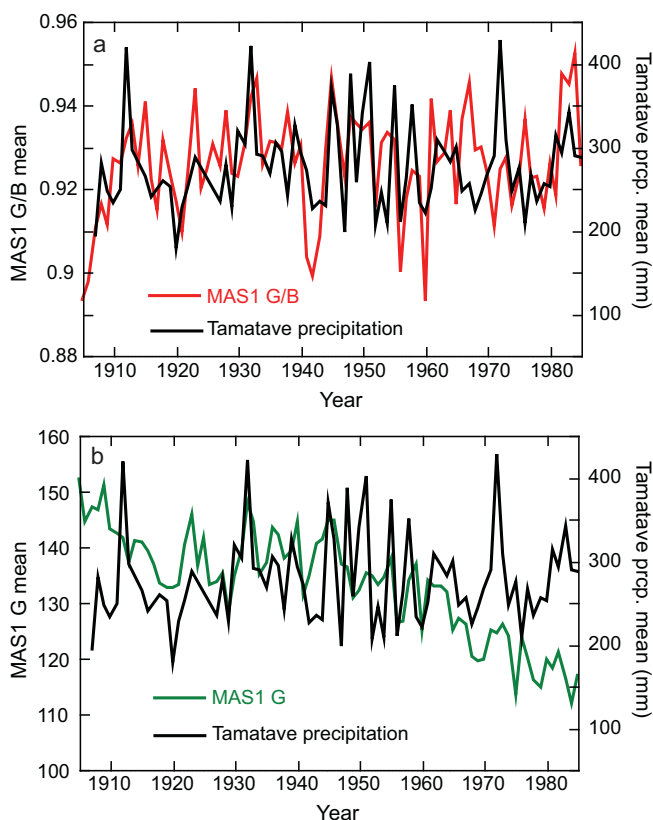 a
0.96
0.94
0.92
0.9
0.88
MAS1 G/B mean
400
300
200
100
Tamatave prcp. mean (mm)
MAS1 G/B
Tamatave precipitation
1910 1920 1930 1940 1950 1960 1970 1980
Year
b
160
150
140
130
120
110
100
MAS1 G mean
400
300
200
100
Tamatave prcp. mean (mm)
MAS1 G
Tamatave precipitation
1910 1920 1930 1940 1950 1960 1970 1980
Year